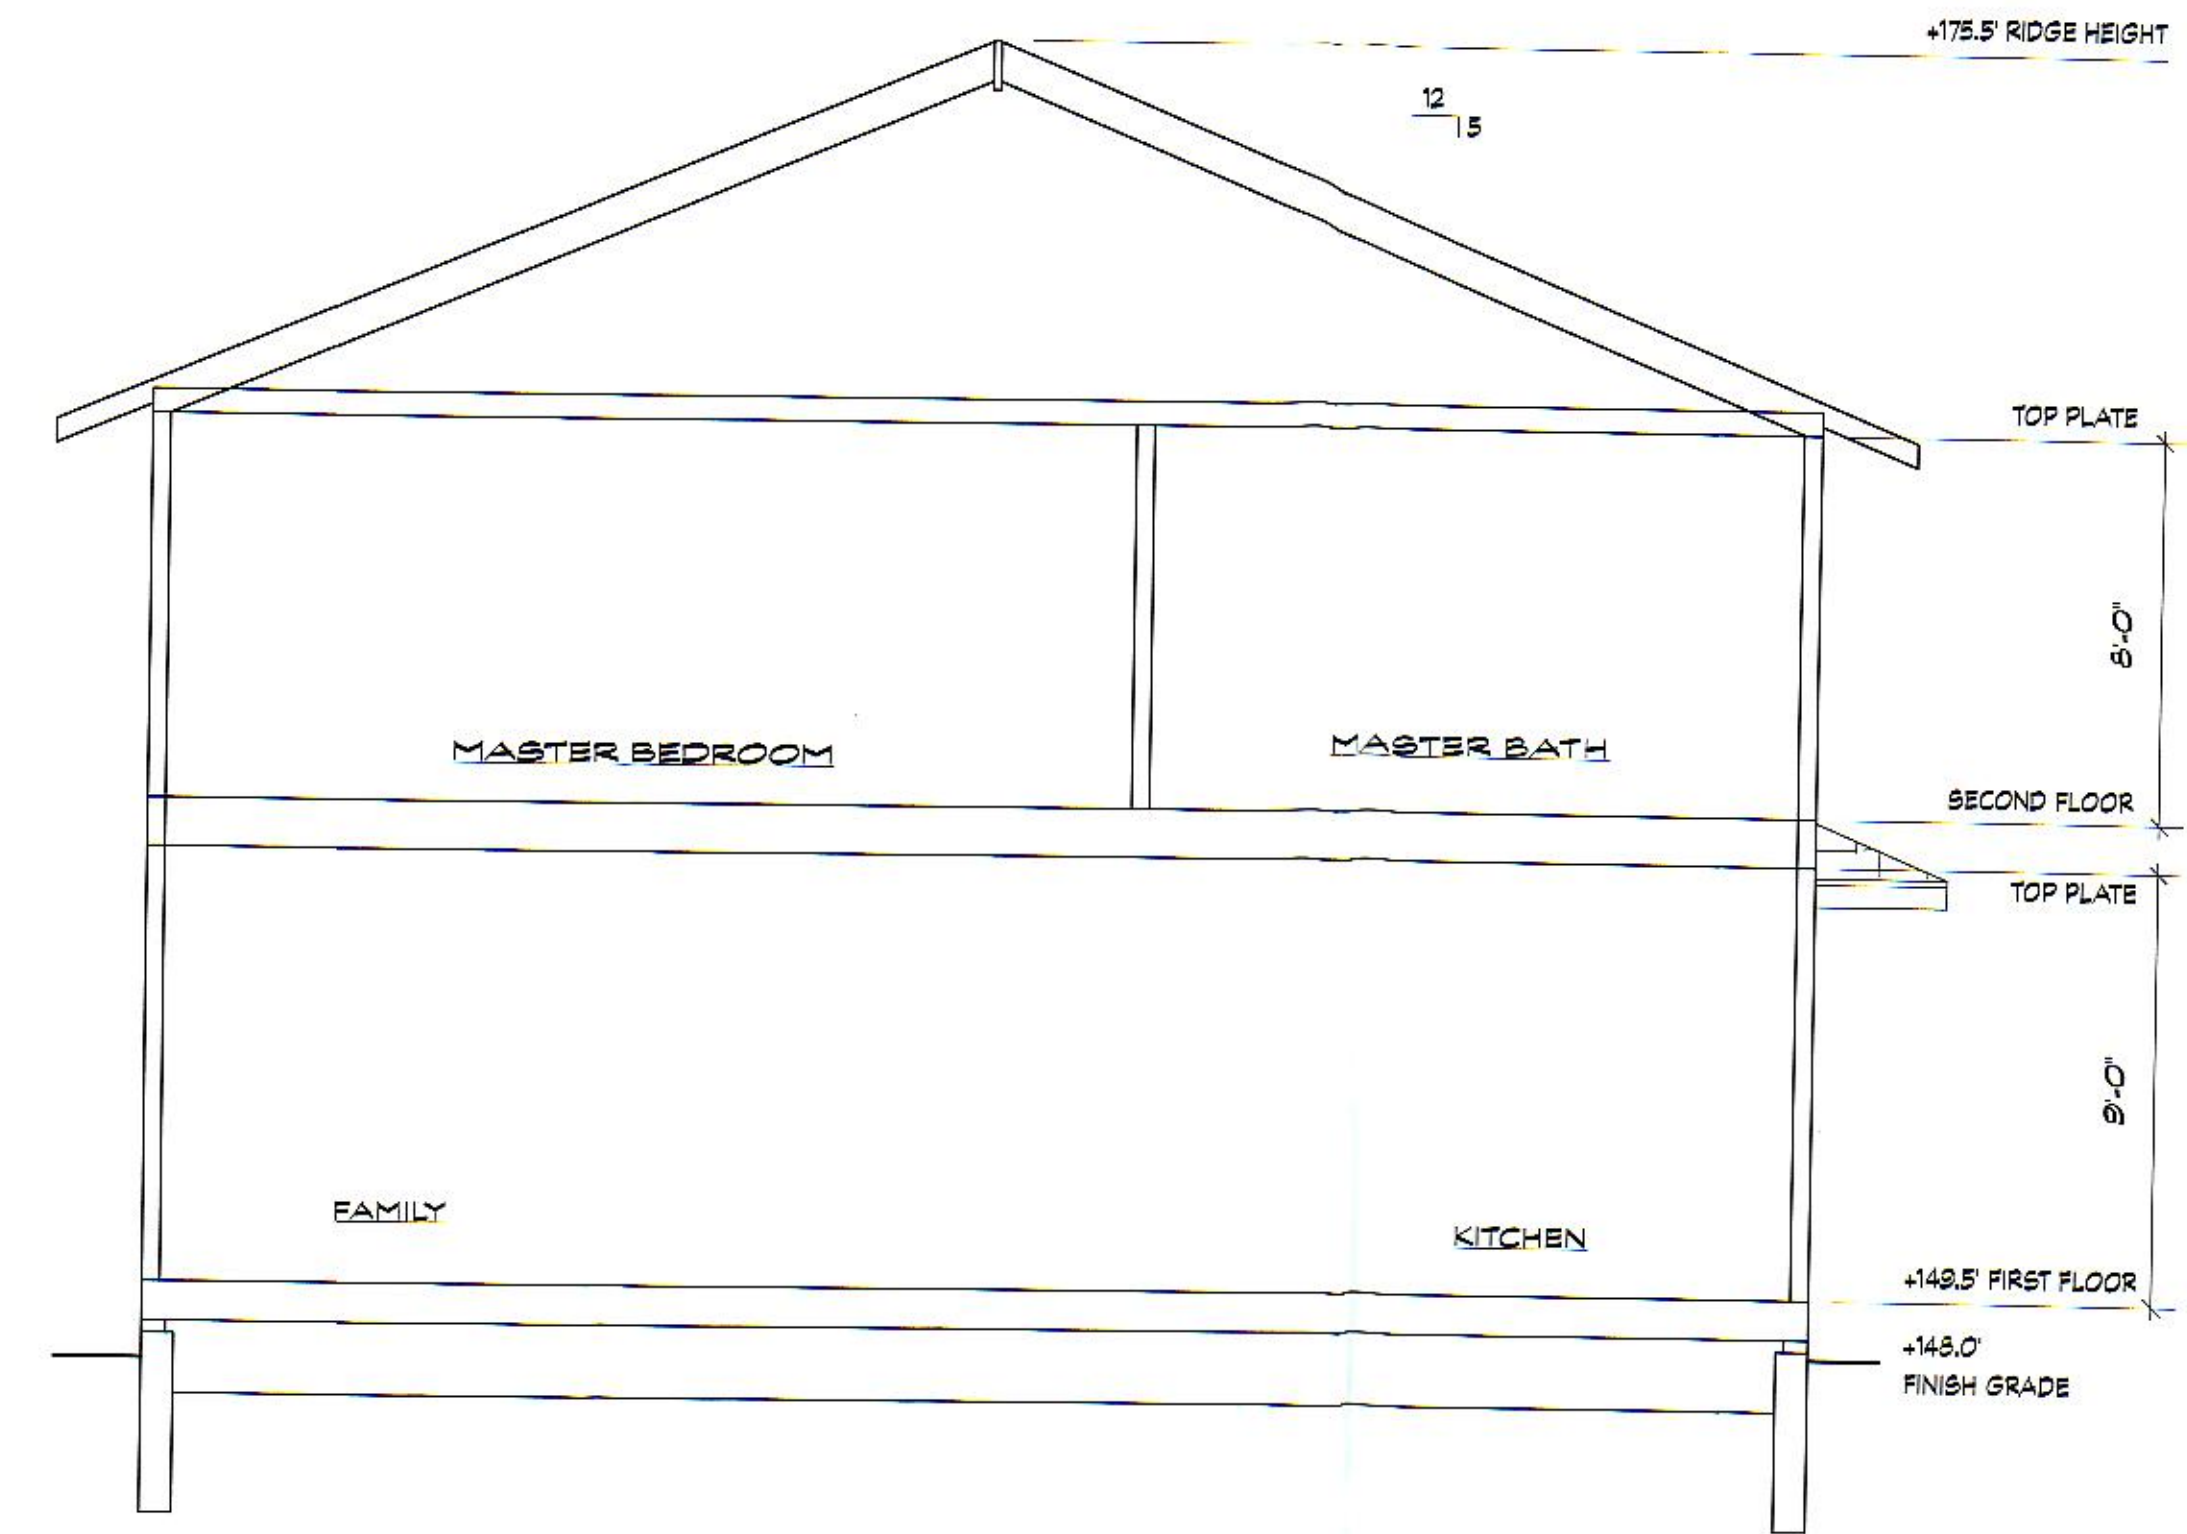 +175.5' RIDGE HEIGHT
12
5
TOP PLATE
8'-0"
MASTER BEDROOM
MASTER BATH
SECOND FLOOR
TOP PLATE
9'-0"
FAMILY
KITCHEN
+149.5' FIRST FLOOR
+148.0'
FINISH GRADE